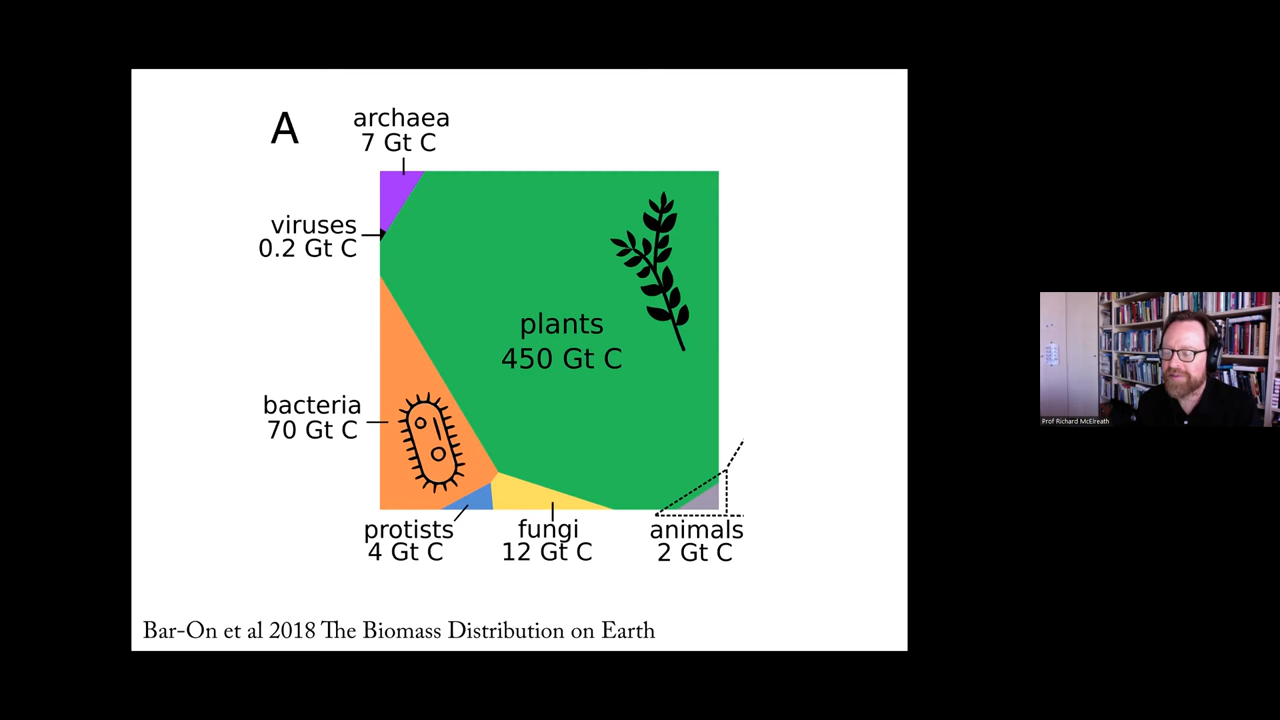 A
archaea
7 Gt C
viruses
0.2 Gt C
plants
450 Gt C
bacteria
70 Gt C
protists
4 Gt C
fungi
12 Gt C
animals
2 Gt C
Bar-On et al 2018 The Biomass Distribution on Earth
Prof Richard McElreath